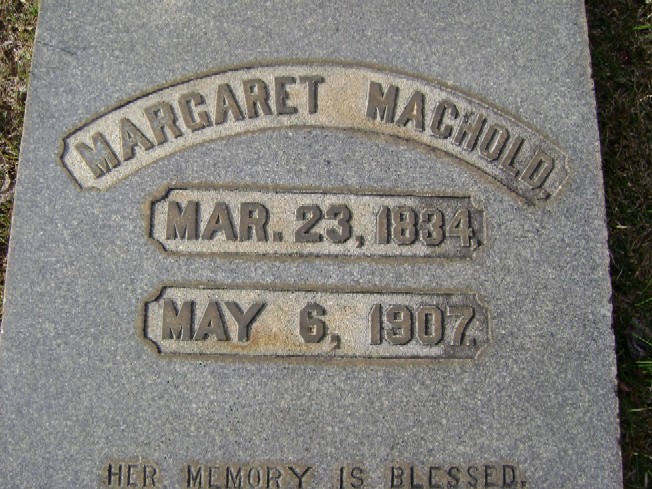 MARGARET MACHOLD,
MAR. 23, 1834,
MAY 6, 1907.
HER MEMORY IS BLESSED.